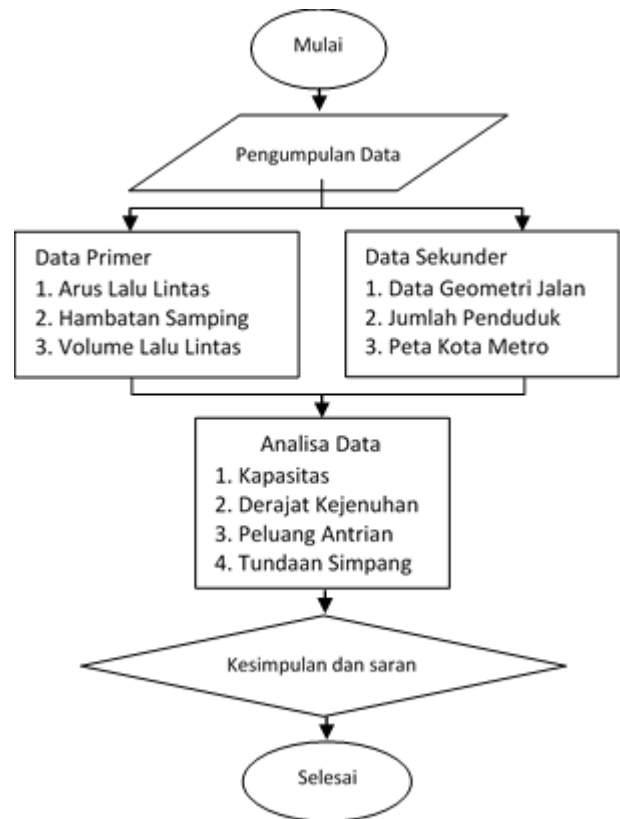 Mulai
Pengumpulan Data
Data Primer
1. Arus Lalu Lintas
2. Hambatan Samping
3. Volume Lalu Lintas
Data Sekunder
1. Data Geometri Jalan
2. Jumlah Penduduk
3. Peta Kota Metro
Analisa Data
1. Kapasitas
2. Derajat Kejenuhan
3. Peluang Antrian
4. Tundaan Simpang
Kesimpulan dan saran
Selesai